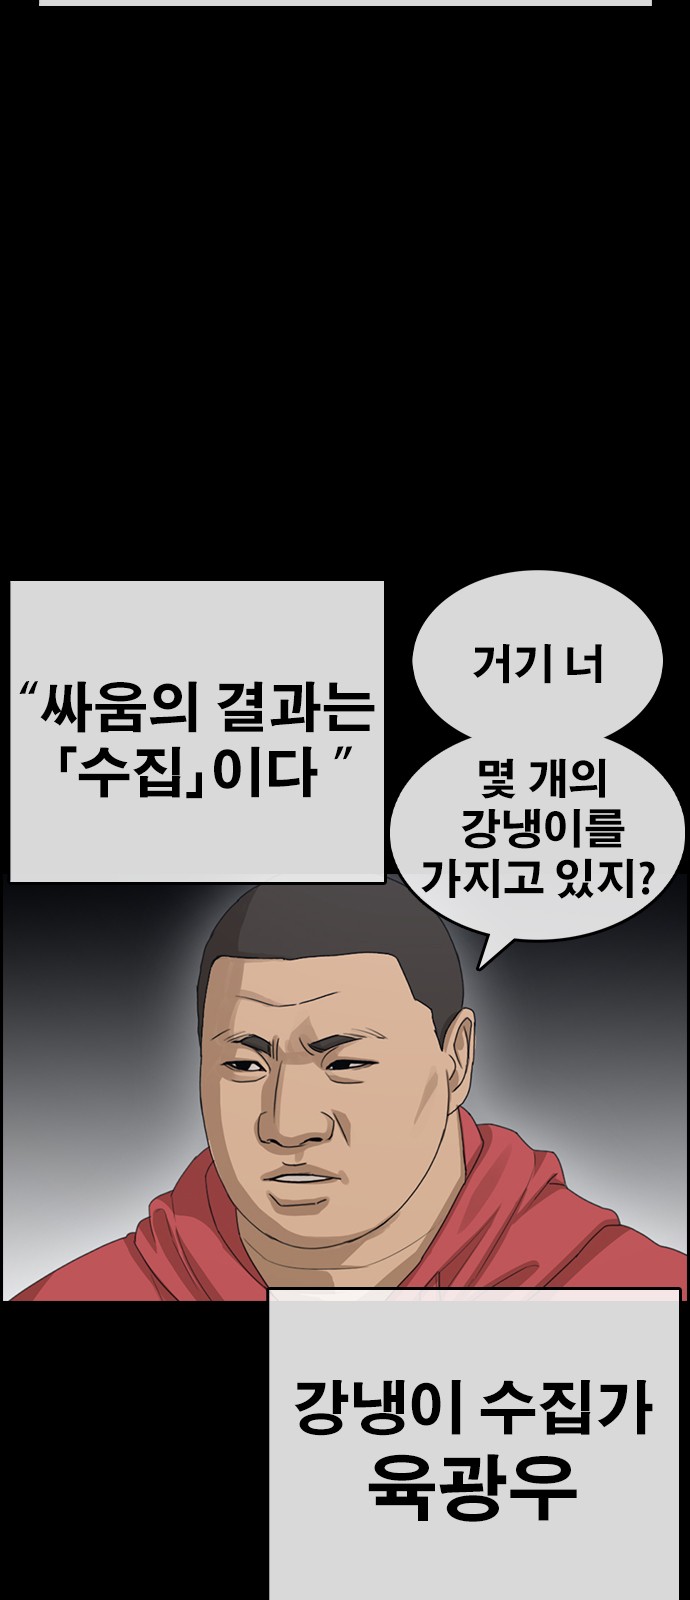 “싸움의 결과는
「수집」이다 ”
거기 너
몇 개의
강냉이를
가지고 있지?
강냉이 수집가
육광우